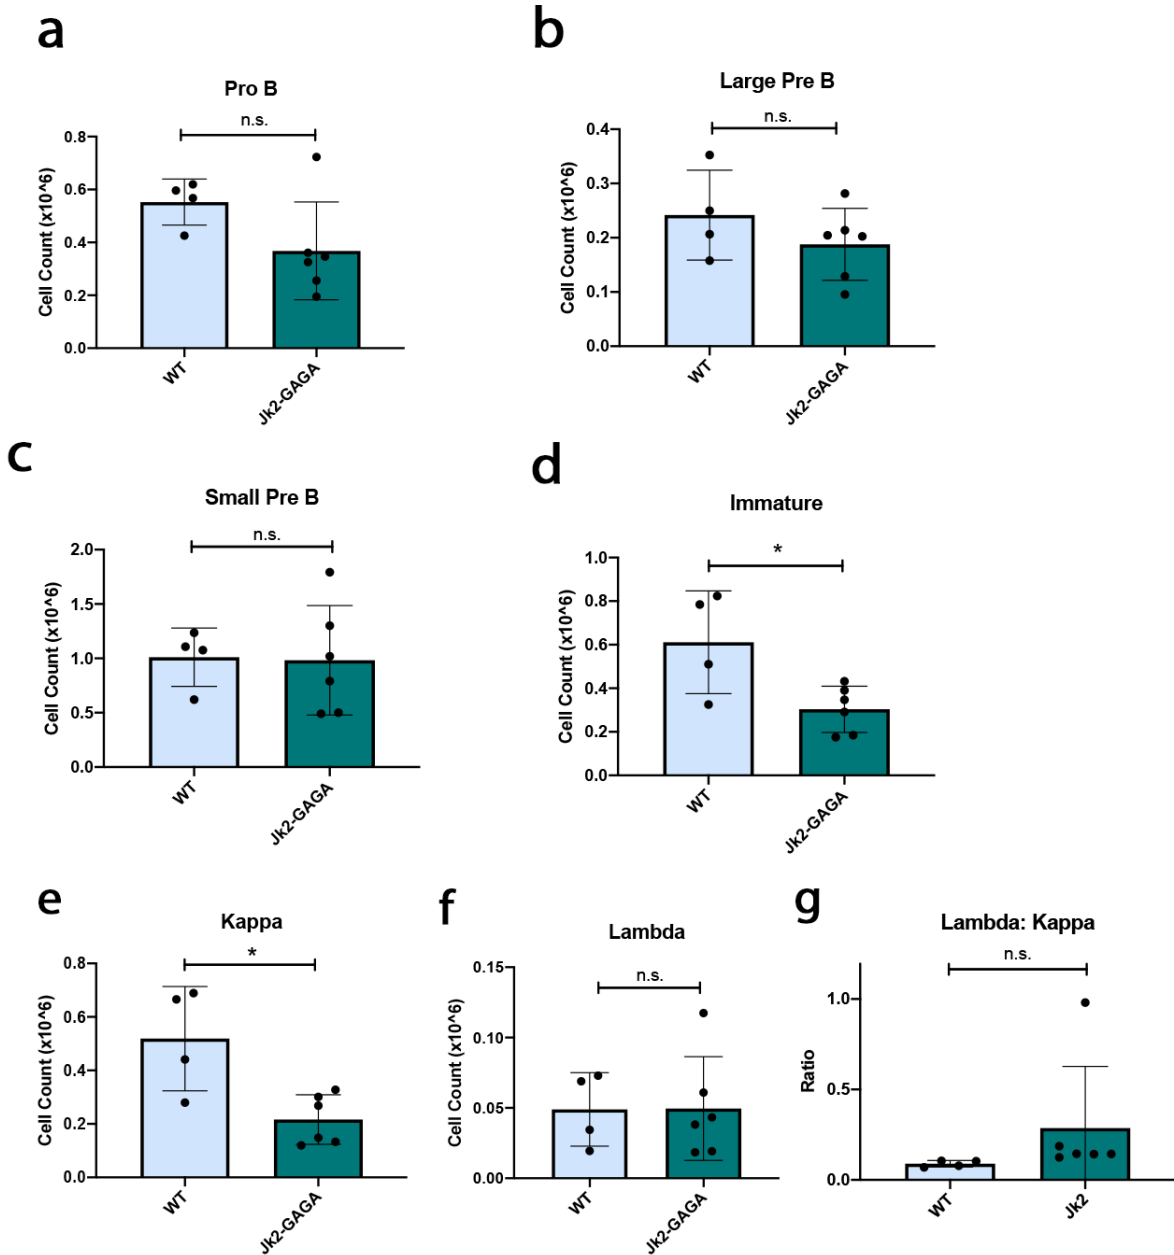 a
Pro B
n.s.
Cell Count (x10^6)
0.8
0.6
0.4
0.2
0.0
WT
Jk2-GAGA
b
Large Pre B
n.s.
Cell Count (x10^6)
0.4
0.3
0.2
0.1
0.0
WT
Jk2-GAGA
c
Small Pre B
n.s.
Cell Count (x10^6)
2.0
1.5
1.0
0.5
0.0
WT
Jk2-GAGA
d
Immature
*
Cell Count (x10^6)
1.0
0.8
0.6
0.4
0.2
0.0
WT
Jk2-GAGA
e
Kappa
*
Cell Count (x10^6)
0.8
0.6
0.4
0.2
0.0
WT
Jk2-GAGA
f
Lambda
n.s.
Cell Count (x10^6)
0.15
0.10
0.05
0.00
WT
Jk2-GAGA
g
Lambda: Kappa
n.s.
Ratio
1.0
0.5
0.0
WT
Jk2